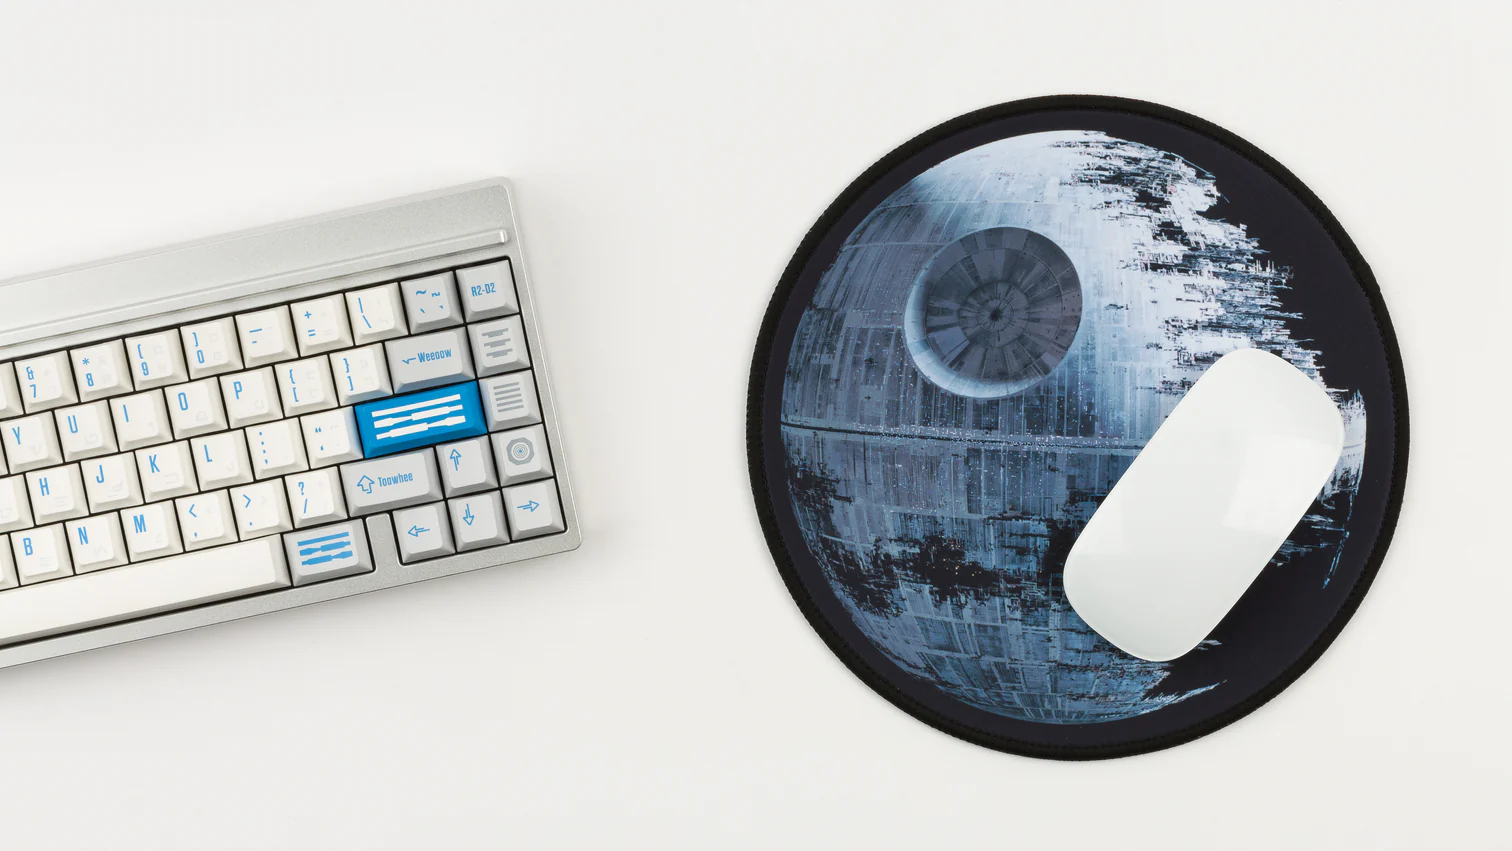 & 7 * 8 ( 9 ) 0 — - + = | \ ~ ` R2-D2
Y U I O P { [ } ] Weeoow
H J K L : ; " '
B N M < , > . ? / Toowhee